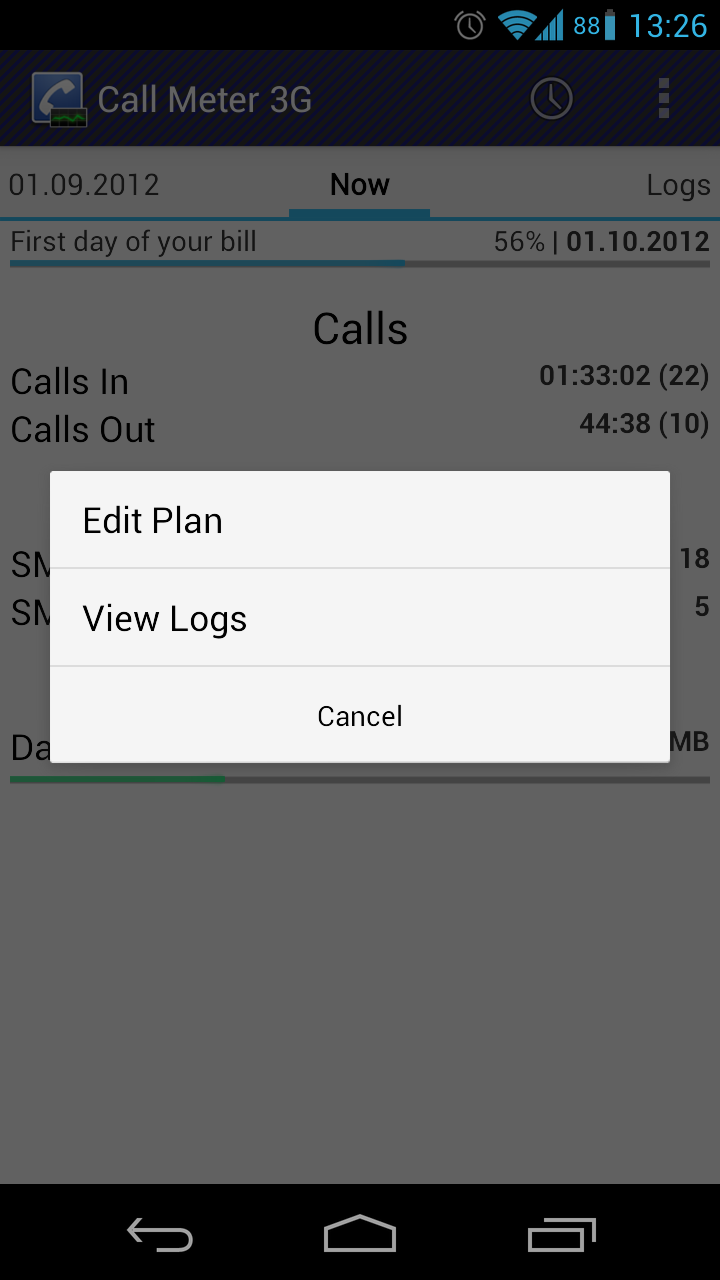 88 13:26
Call Meter 3G
01.09.2012 Now Logs
First day of your bill 56% | 01.10.2012
Calls
Calls In 01:33:02 (22)
Calls Out 44:38 (10)
Edit Plan
SM 18
View Logs
SM 5
Cancel
Da MB